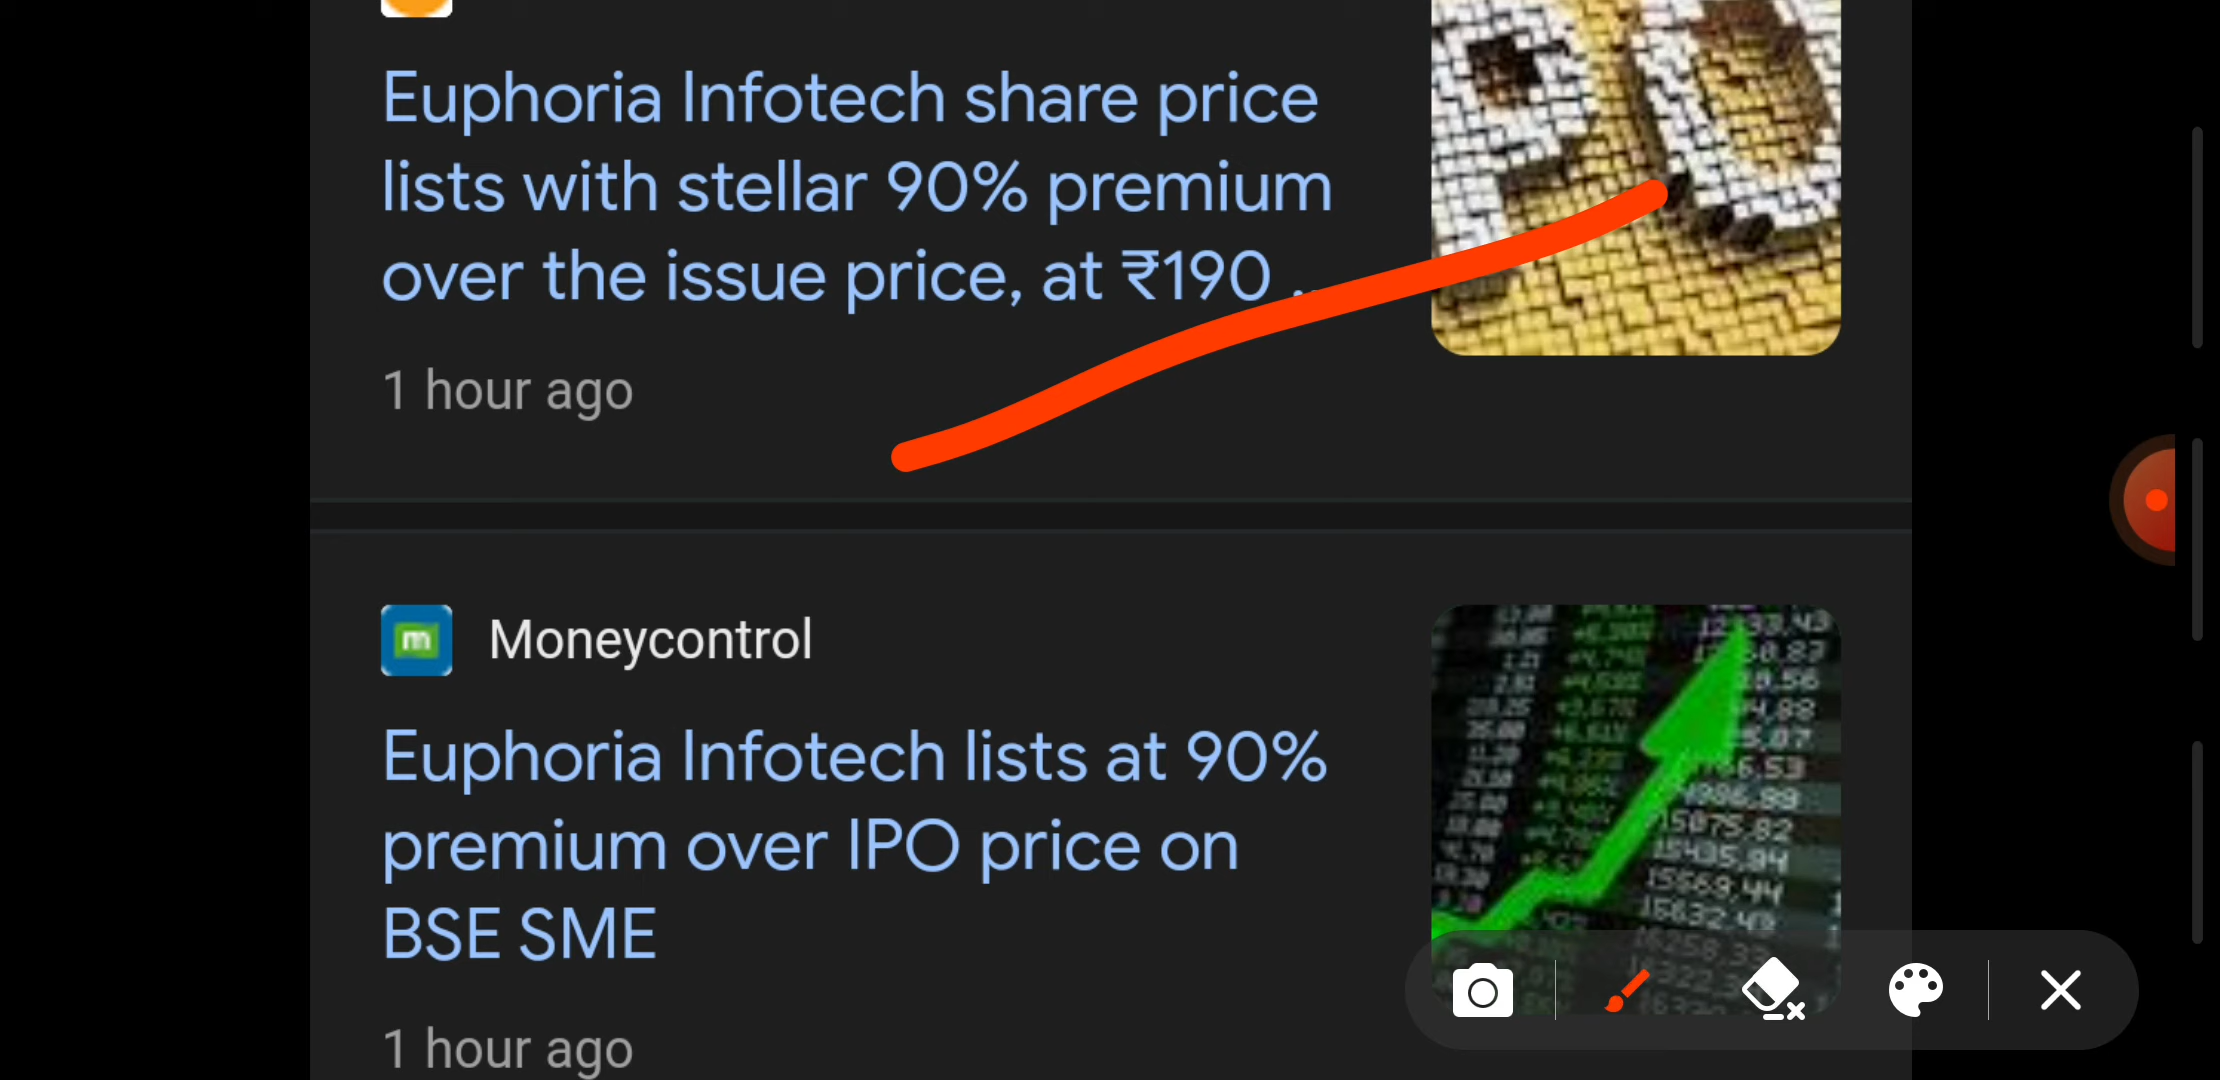 Euphoria Infotech share price
lists with stellar 90% premium
over the issue price, at ₹190 ...
1 hour ago
m Moneycontrol
Euphoria Infotech lists at 90%
premium over IPO price on
BSE SME
1 hour ago